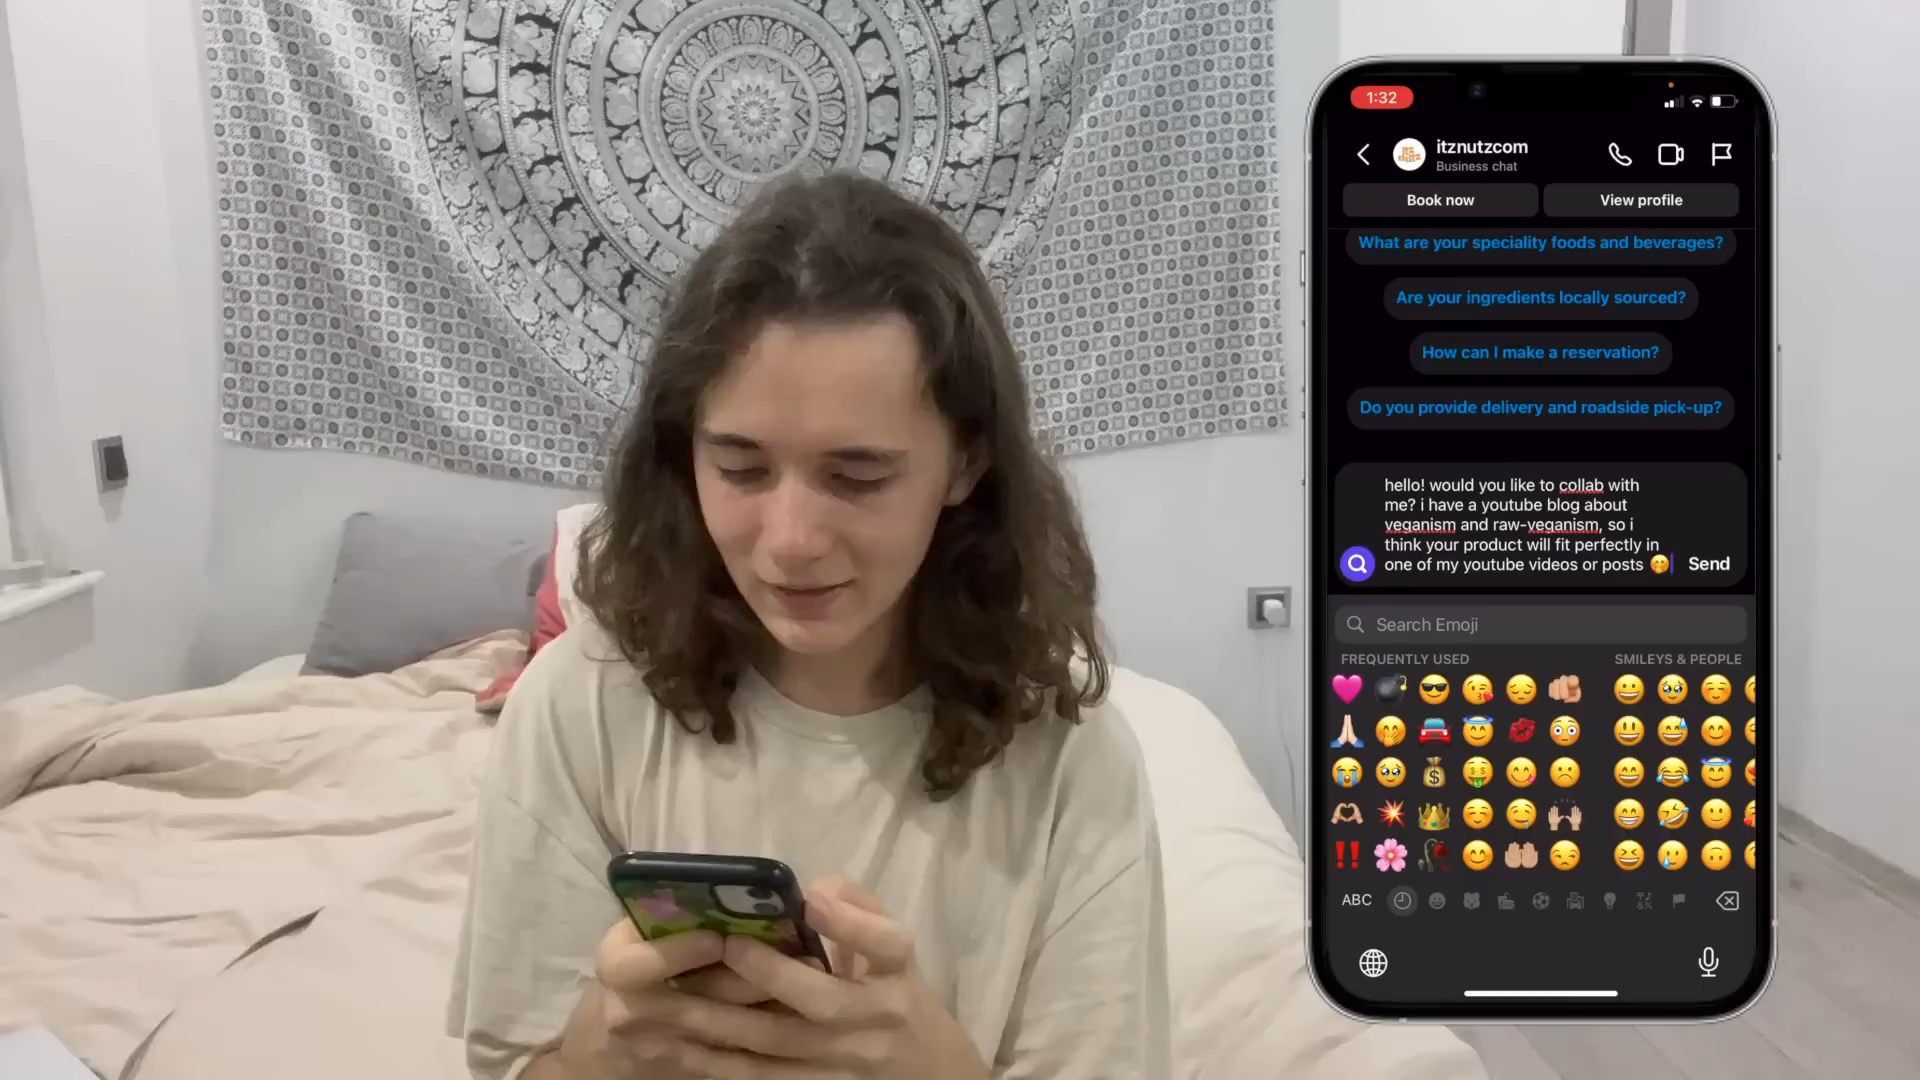 1:32
itznutzcom
Business chat
Book now
View profile
What are your speciality foods and beverages?
Are your ingredients locally sourced?
How can I make a reservation?
Do you provide delivery and roadside pick-up?
hello! would you like to collab with
me? i have a youtube blog about
veganism and raw-veganism, so i
think your product will fit perfectly in
one of my youtube videos or posts 🤭
Send
Search Emoji
FREQUENTLY USED
SMILEYS & PEOPLE
ABC